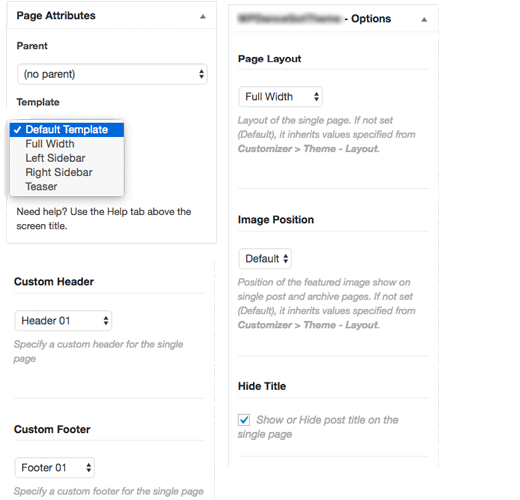 Page Attributes
Parent
(no parent)
Template
Default Template
Full Width
Left Sidebar
Right Sidebar
Teaser
Need help? Use the Help tab above the
screen title.
Custom Header
Header 01
Specify a custom header for the single
page
Custom Footer
Footer 01
Specify a custom footer for the single page
- Options
Page Layout
Full Width
Layout of the single page. If not set
(Default), it inherits values specified from
Customizer > Theme - Layout.
Image Position
Default
Position of the featured image show on
single post and archive pages. If not set
(Default), it inherits values specified from
Customizer > Theme - Layout.
Hide Title
Show or Hide post title on the
single page